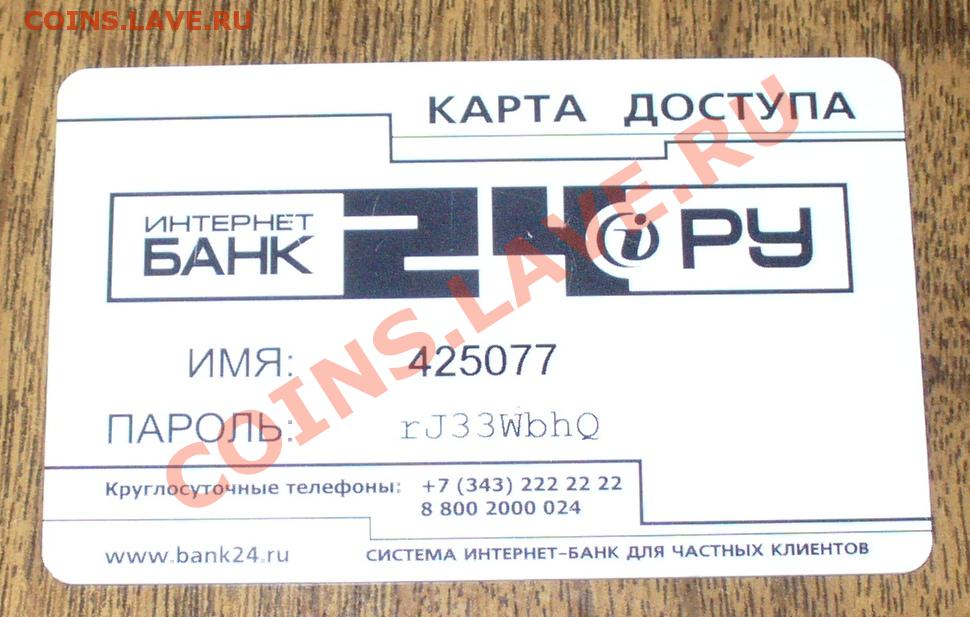 COINS.LAVE.RU
КАРТА ДОСТУПА
ИНТЕРНЕТ
БАНК 24 i РУ
ИМЯ: 425077
ПАРОЛЬ: rJ33WbhQ
Круглосуточные телефоны: +7 (343) 222 22 22
8 800 2000 024
www.bank24.ru СИСТЕМА ИНТЕРНЕТ-БАНК ДЛЯ ЧАСТНЫХ КЛИЕНТОВ
COINS.LAVE.RU